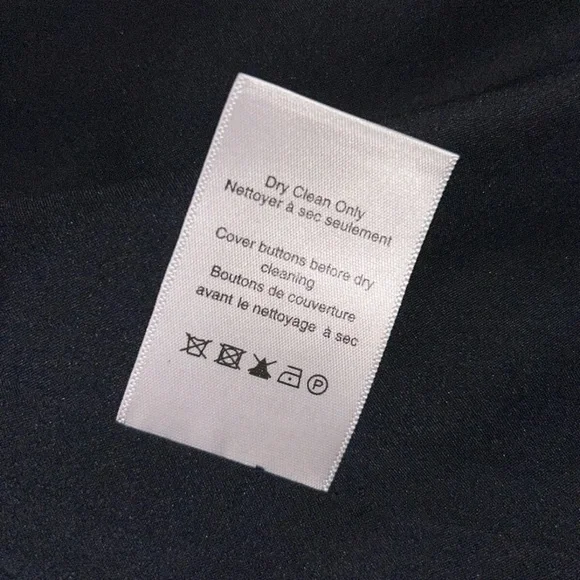 Dry Clean Only
Nettoyer à sec seulement
Cover buttons before dry
cleaning
Boutons de couverture
avant le nettoyage à sec
P